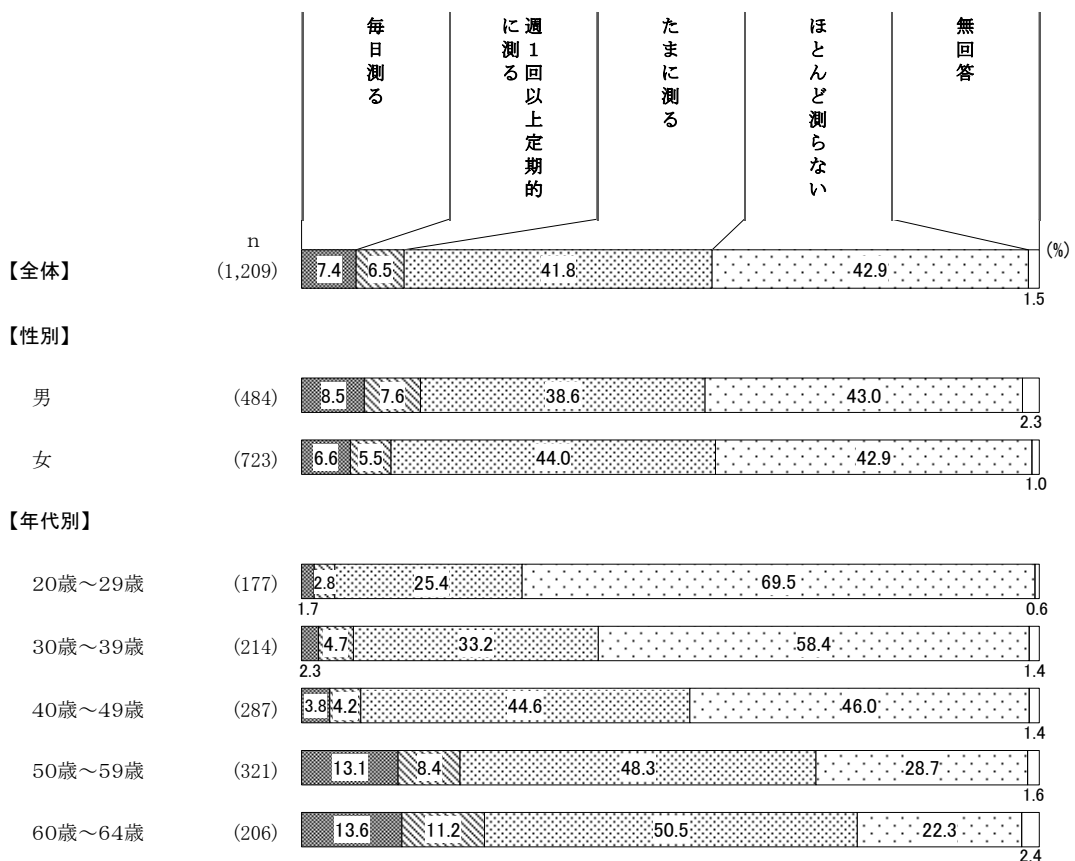 毎日測る
週１回以上定期的
に測る
たまに測る
ほとんど測らない
無回答
n
(%)
【全体】 (1,209) 7.4 6.5 41.8 42.9
1.5
【性別】
男 (484) 8.5 7.6 38.6 43.0
2.3
女 (723) 6.6 5.5 44.0 42.9
1.0
【年代別】
20歳～29歳 (177) 2.8 25.4 69.5
1.7 0.6
30歳～39歳 (214) 4.7 33.2 58.4
2.3 1.4
40歳～49歳 (287) 3.8 4.2 44.6 46.0
1.4
50歳～59歳 (321) 13.1 8.4 48.3 28.7
1.6
60歳～64歳 (206) 13.6 11.2 50.5 22.3
2.4